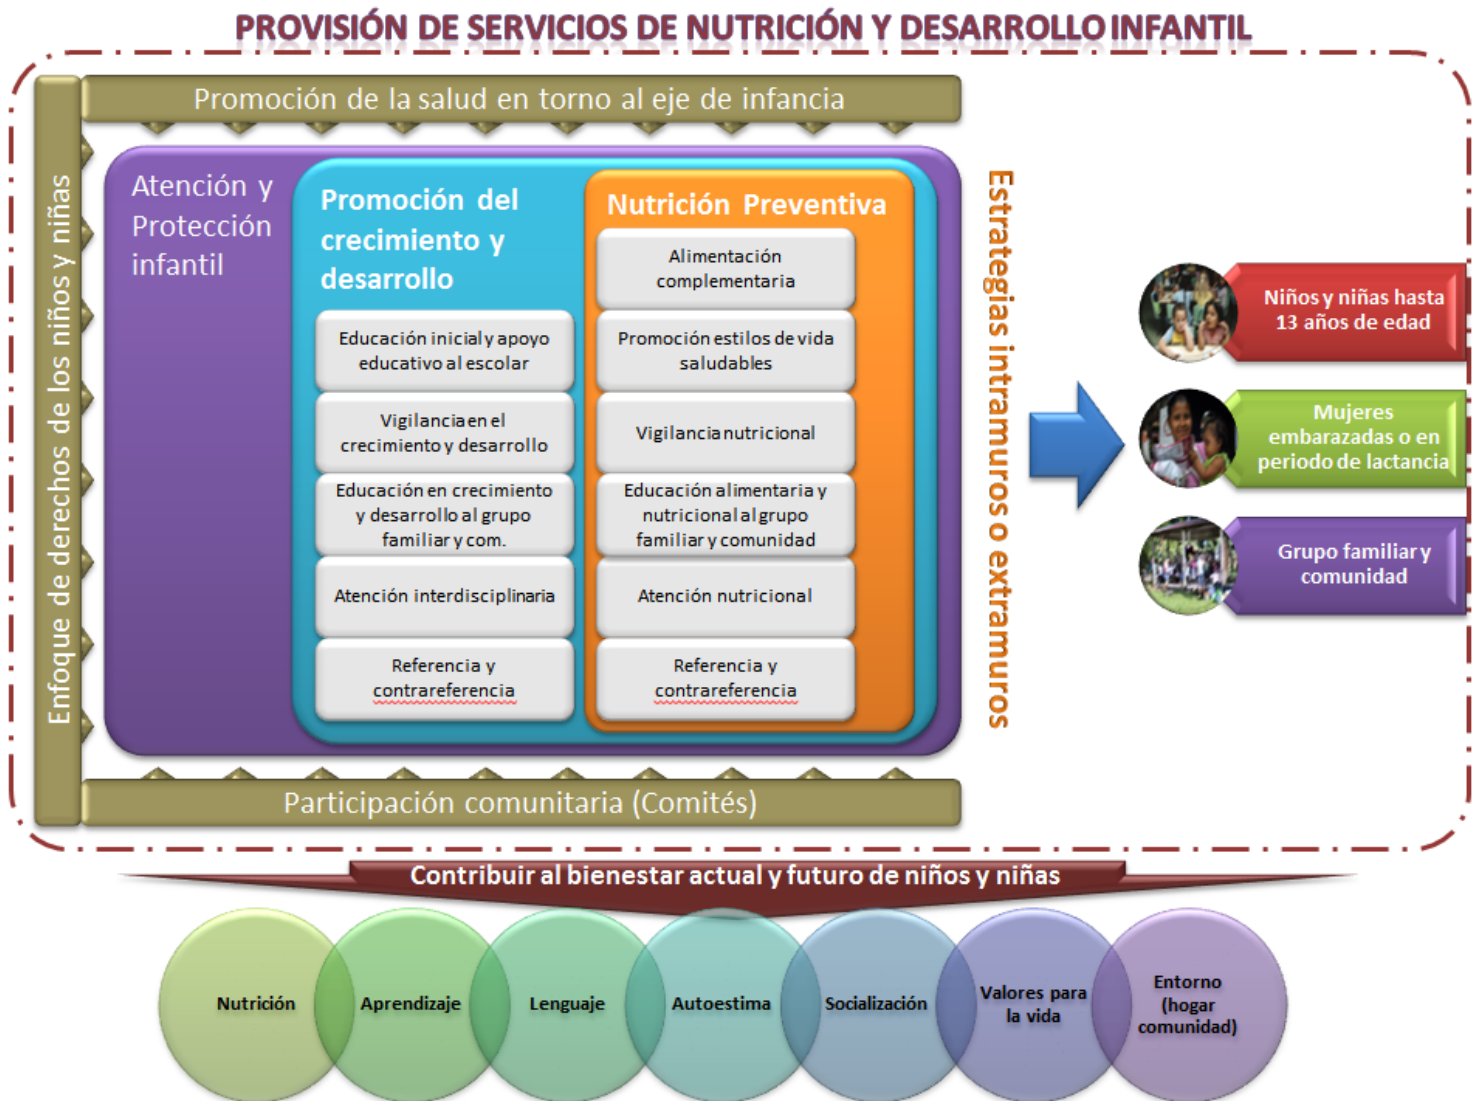 PROVISIÓN DE SERVICIOS DE NUTRICIÓN Y DESARROLLO INFANTIL
Promoción de la salud en torno al eje de infancia
Enfoque de derechos de los niños y niñas
Atención y
Protección
infantil
Promoción del
crecimiento y
desarrollo
Educación inicial y apoyo
educativo al escolar
Vigilancia en el
crecimiento y desarrollo
Educación en crecimiento
y desarrollo al grupo
familiar y com.
Atención interdisciplinaria
Referencia y
contrareferencia
Nutrición Preventiva
Alimentación
complementaria
Promoción estilos de vida
saludables
Vigilancia nutricional
Educación alimentaria y
nutricional al grupo
familiar y comunidad
Atención nutricional
Referencia y
contrareferencia
Estrategias intramuros o extramuros
Niños y niñas hasta
13 años de edad
Mujeres
embarazadas o en
periodo de lactancia
Grupo familiar y
comunidad
Participación comunitaria (Comités)
Contribuir al bienestar actual y futuro de niños y niñas
Nutrición
Aprendizaje
Lenguaje
Autoestima
Socialización
Valores para
la vida
Entorno
(hogar
comunidad)